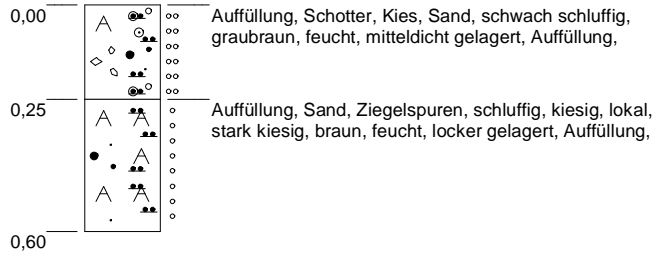 0,00
Auffüllung, Schotter, Kies, Sand, schwach schluffig,
graubraun, feucht, mitteldicht gelagert, Auffüllung,
0,25
Auffüllung, Sand, Ziegelspuren, schluffig, kiesig, lokal,
stark kiesig, braun, feucht, locker gelagert, Auffüllung,
0,60